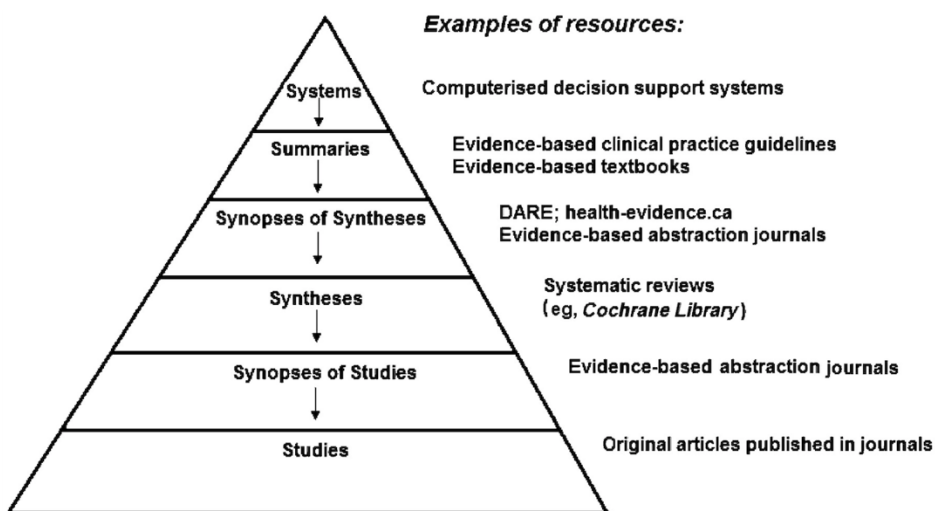 Examples of resources:
Systems
Computerised decision support systems
Summaries
Evidence-based clinical practice guidelines
Evidence-based textbooks
Synopses of Syntheses
DARE; health-evidence.ca
Evidence-based abstraction journals
Syntheses
Systematic reviews
(eg, Cochrane Library)
Synopses of Studies
Evidence-based abstraction journals
Studies
Original articles published in journals